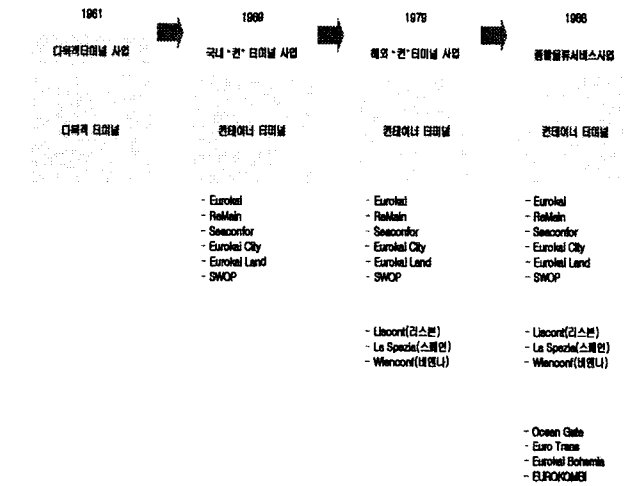 1961
다목적터미널 사업
다목적 터미널
1969
국내 "컨" 터미널 사업
컨테이너 터미널
- Eurokai
- ReMain
- Seaconfor
- Eurokai City
- Eurokai Land
- SWOP
1979
해외 "컨" 터미널 사업
컨테이너 터미널
- Eurokai
- ReMain
- Seaconfor
- Eurokai City
- Eurokai Land
- SWOP
- Liscont(리스본)
- La Spezia(스페인)
- Wienconf(비엔나)
1986
종합물류서비스사업
컨테이너 터미널
- Eurokai
- ReMain
- Seaconfor
- Eurokai City
- Eurokai Land
- SWOP
- Liscont(리스본)
- La Spezia(스페인)
- Wienconf(비엔나)
- Ocean Gate
- Euro Trans
- Eurokai Bohemia
- EUROKOMBI